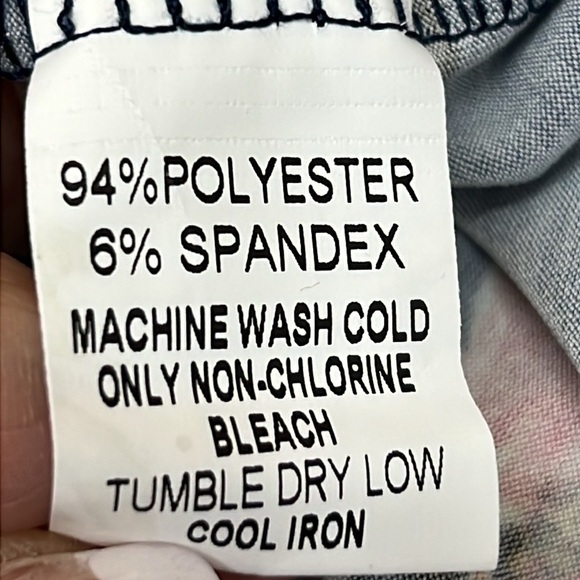 94%POLYESTER
6% SPANDEX
MACHINE WASH COLD
ONLY NON-CHLORINE
BLEACH
TUMBLE DRY LOW
COOL IRON